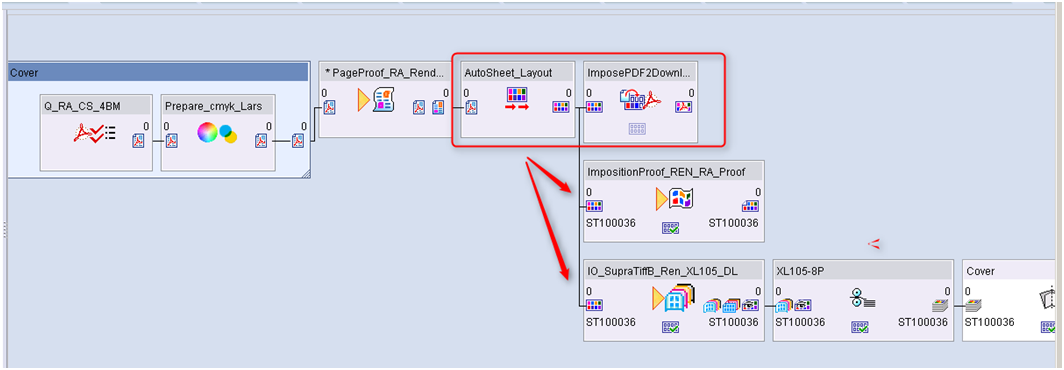 Cover
Q_RA_CS_4BM
0
Prepare_cmyk_Lars
0
0
0
* PageProof_RA_Rend...
0
0
AutoSheet_Layout
0
0
ImposePDF2Downl...
0
0
ImpositionProof_REN_RA_Proof
0
0
ST100036
ST100036
IO_SupraTiffB_Ren_XL105_DL
0
0
ST100036
ST100036
XL105-8P
0
0
ST100036
ST100036
Cover
0
ST100036